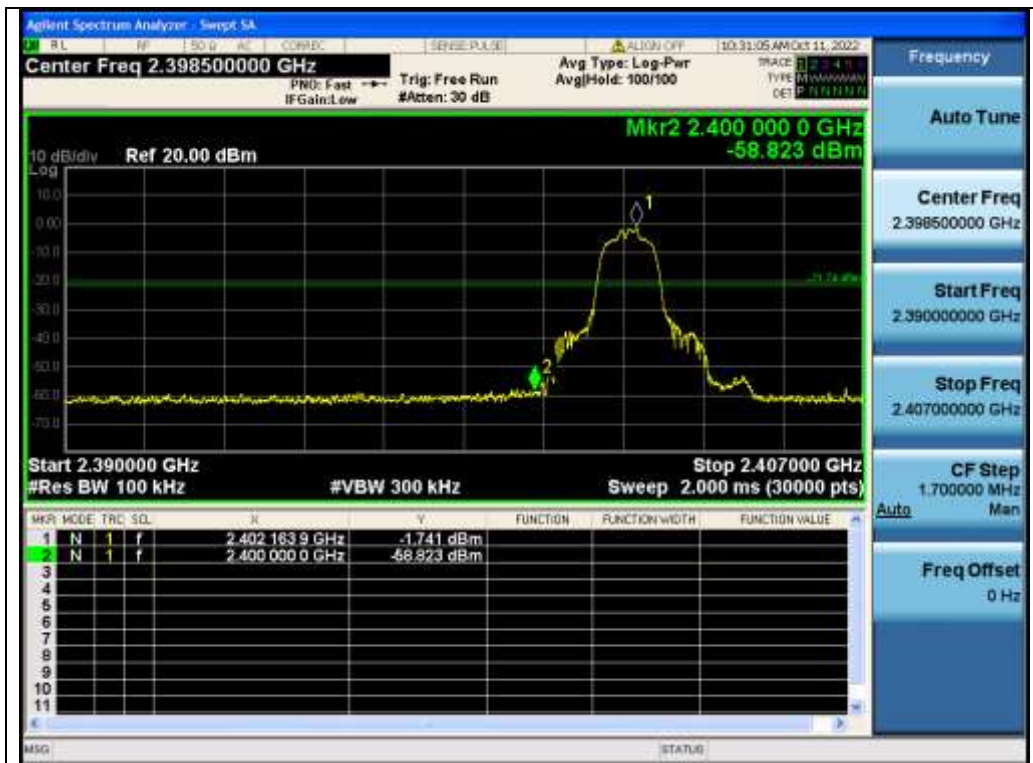 Agilent Spectrum Analyzer - Swept SA
RL RF 50 Ω AC CORREC SENSE:PULSE ALIGN OFF 10:31:05 AM Oct 11, 2022
Center Freq 2.398500000 GHz
PNO: Fast
IFGain:Low
Trig: Free Run
#Atten: 30 dB
Avg Type: Log-Pwr
Avg|Hold: 100/100
TRACE 1 2 3 4 5 6
TYPE
DET P N N N N N
Mkr2 2.400 000 0 GHz
-58.823 dBm
10 dB/div Ref 20.00 dBm
Log
10.0
0.00
-10.0
-20.0
-30.0
-40.0
-50.0
-60.0
-70.0
1
2
-21.74 dBm
Start 2.390000 GHz
Stop 2.407000 GHz
#Res BW 100 kHz
#VBW 300 kHz
Sweep 2.000 ms (30000 pts)
MKR MODE TRC SCL X Y FUNCTION FUNCTION WIDTH FUNCTION VALUE
1 N 1 f 2.402 163 9 GHz -1.741 dBm
2 N 1 f 2.400 000 0 GHz -58.823 dBm
3
4
5
6
7
8
9
10
11
MSG
STATUS
Frequency
Auto Tune
Center Freq
2.398500000 GHz
Start Freq
2.390000000 GHz
Stop Freq
2.407000000 GHz
CF Step
1.700000 MHz
Auto Man
Freq Offset
0 Hz